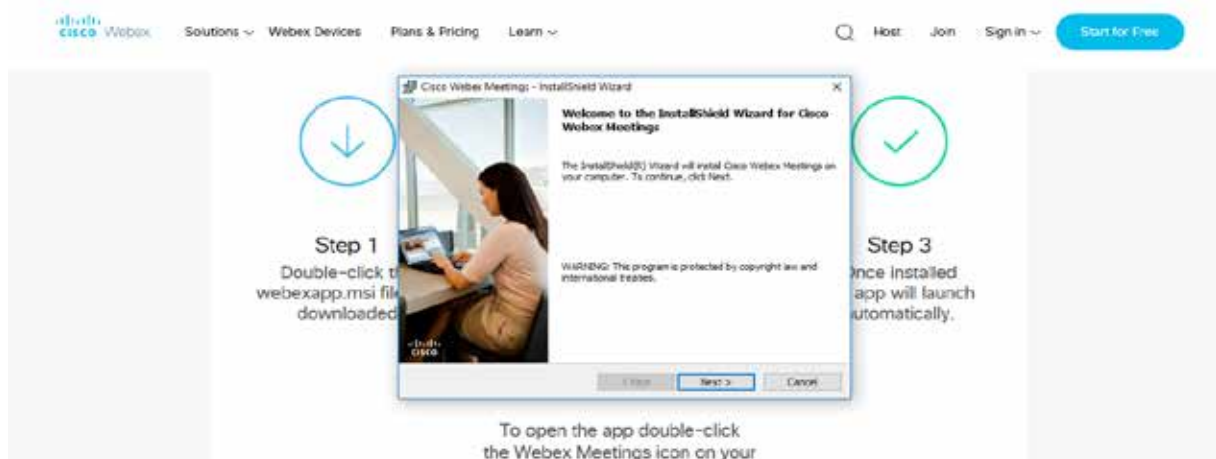 cisco Webex
Solutions Webex Devices Plans & Pricing Learn Host Join Sign in Start for Free
Cisco Webex Meetings - InstallShield Wizard
Welcome to the InstallShield Wizard for Cisco
Webex Meetings
The InstallShield(R) Wizard will install Cisco Webex Meetings on
your computer. To continue, click Next.
WARNING: This program is protected by copyright law and
international treaties.
cisco
Next > Cancel
Step 1
Double-click
webexapp.msi
downloaded
Step 3
installed
app will launch
To open the app double-click
the Webex Meetings icon on your